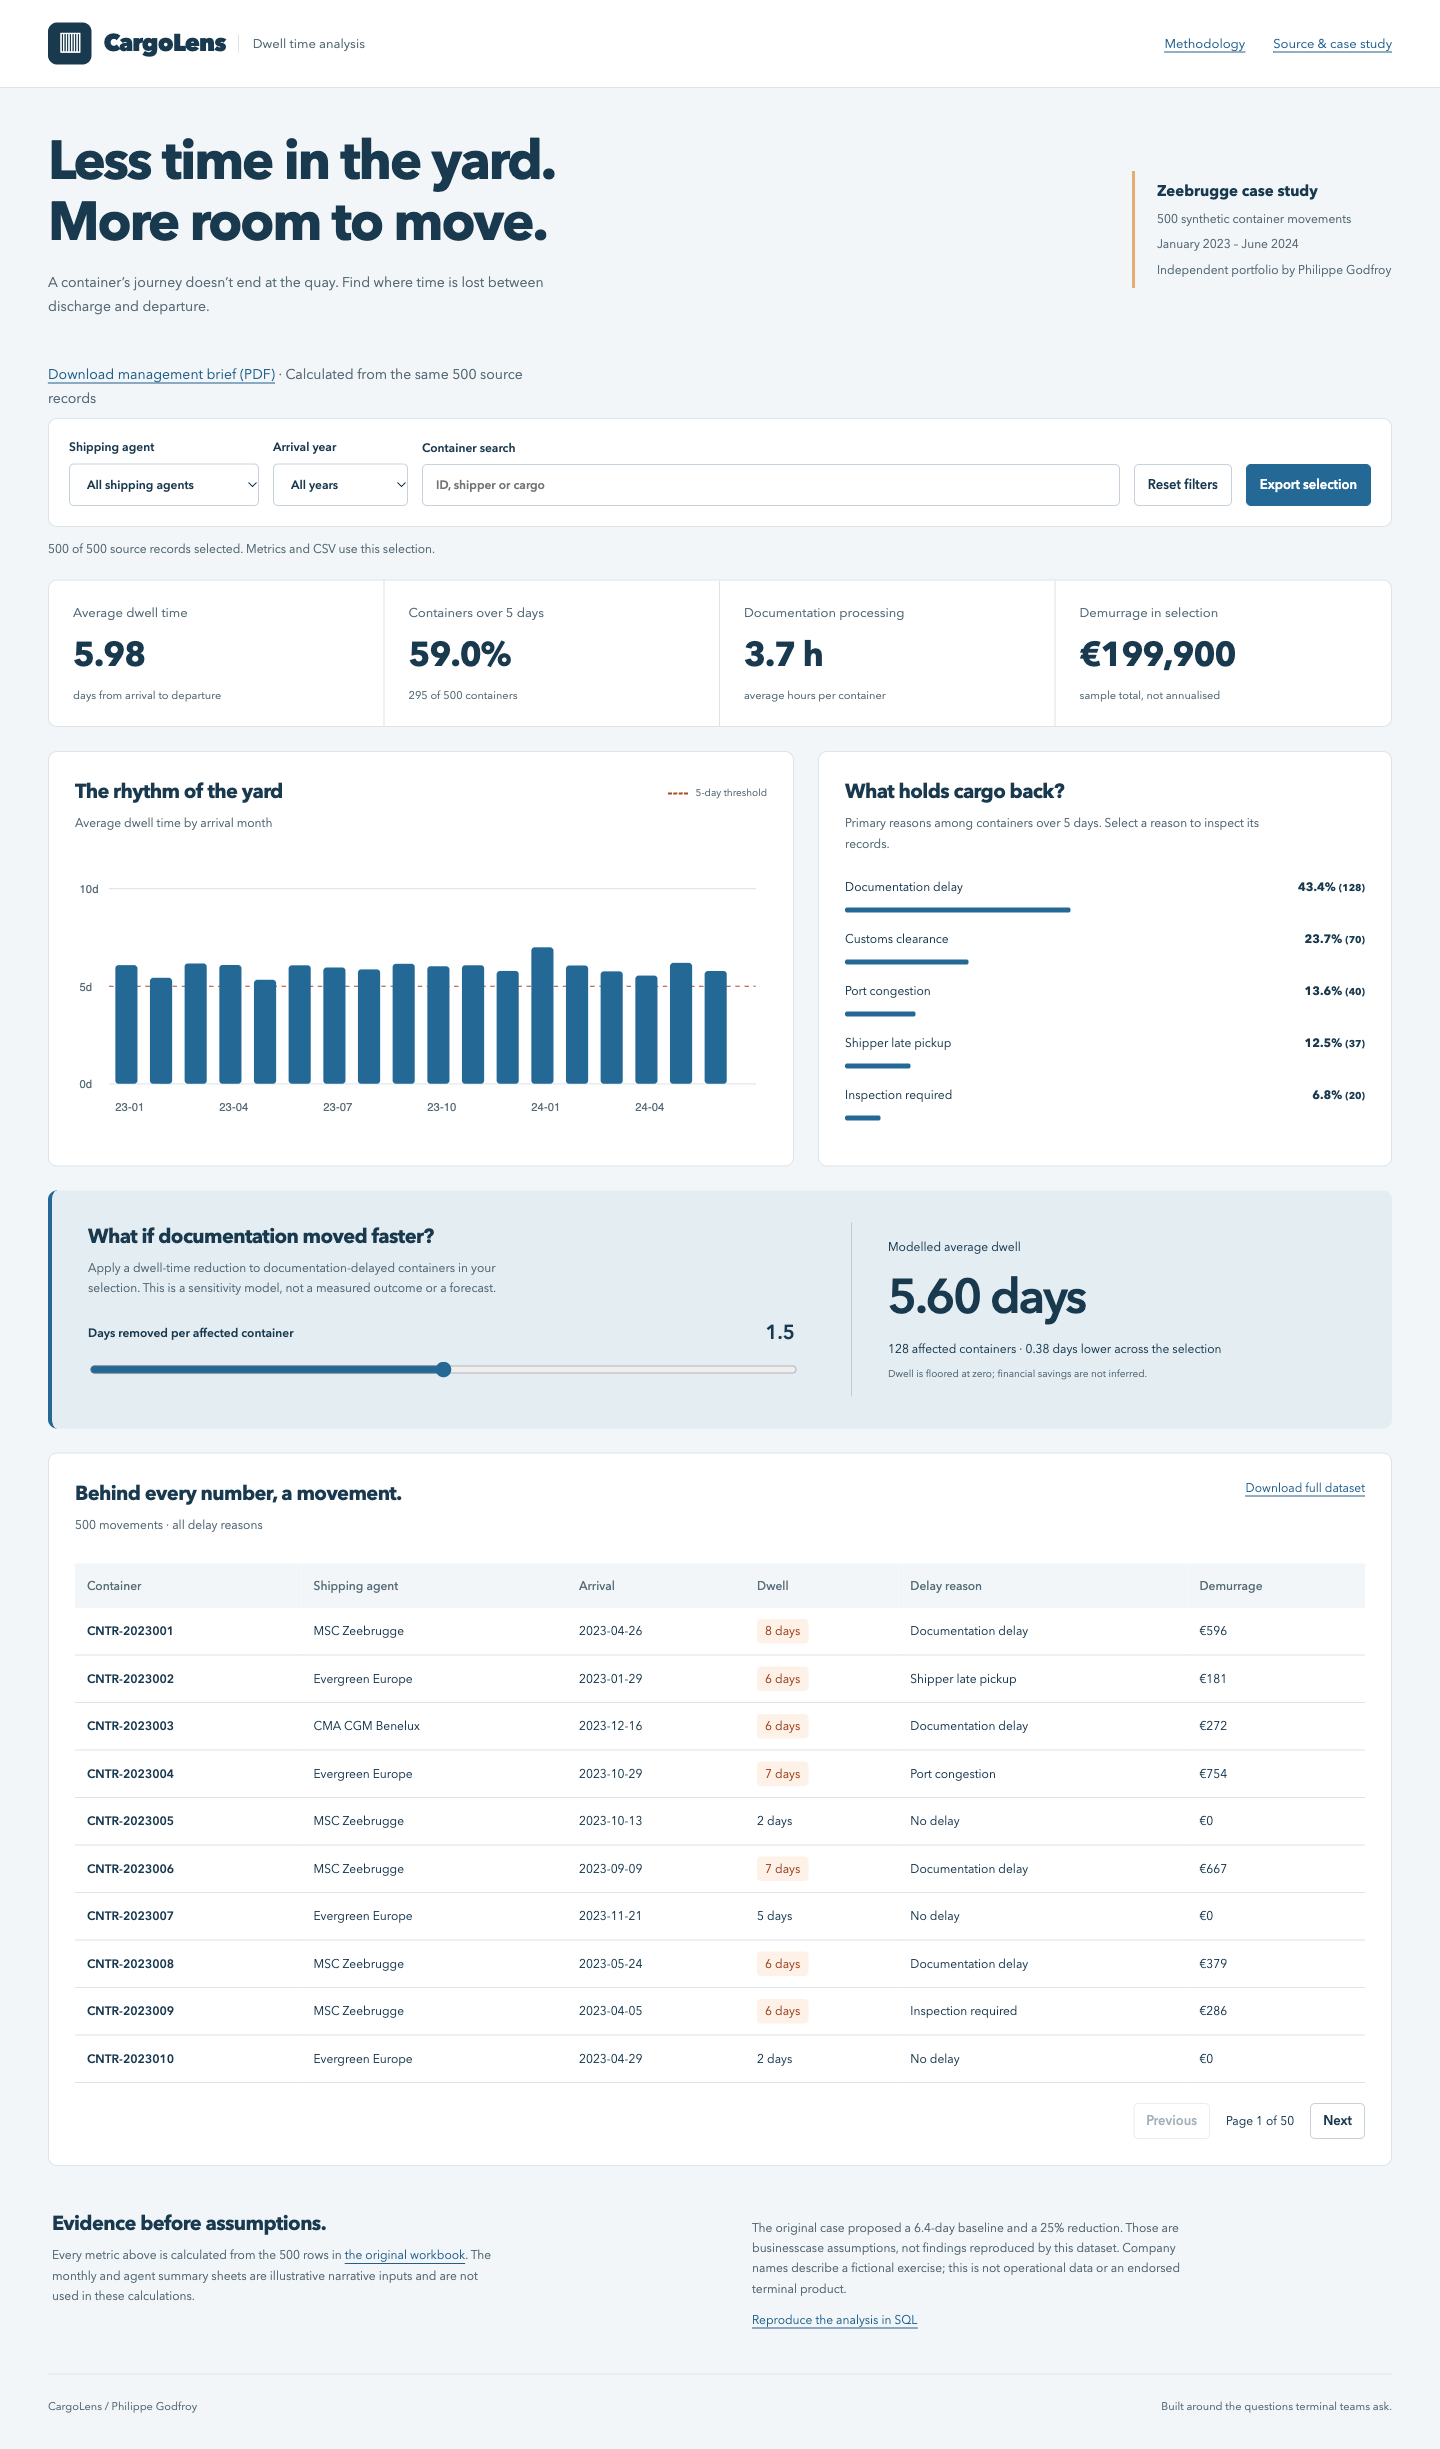 CargoLens
Dwell time analysis
Methodology
Source & case study
Less time in the yard.
More room to move.
A container’s journey doesn’t end at the quay. Find where time is lost between
discharge and departure.
Zeebrugge case study
500 synthetic container movements
January 2023 – June 2024
Independent portfolio by Philippe Godfroy
Download management brief (PDF) · Calculated from the same 500 source
records
Shipping agent
Arrival year
Container search
All shipping agents
All years
ID, shipper or cargo
Reset filters
Export selection
500 of 500 source records selected. Metrics and CSV use this selection.
Average dwell time
5.98
days from arrival to departure
Containers over 5 days
59.0%
295 of 500 containers
Documentation processing
3.7 h
average hours per container
Demurrage in selection
€199,900
sample total, not annualised
The rhythm of the yard
5-day threshold
Average dwell time by arrival month
10d
5d
0d
23-01 23-04 23-07 23-10 24-01 24-04
What holds cargo back?
Primary reasons among containers over 5 days. Select a reason to inspect its
records.
Documentation delay 43.4% (128)
Customs clearance 23.7% (70)
Port congestion 13.6% (40)
Shipper late pickup 12.5% (37)
Inspection required 6.8% (20)
What if documentation moved faster?
Apply a dwell-time reduction to documentation-delayed containers in your
selection. This is a sensitivity model, not a measured outcome or a forecast.
Days removed per affected container 1.5
Modelled average dwell
5.60 days
128 affected containers · 0.38 days lower across the selection
Dwell is floored at zero; financial savings are not inferred.
Behind every number, a movement.
Download full dataset
500 movements · all delay reasons
Container Shipping agent Arrival Dwell Delay reason Demurrage
CNTR-2023001 MSC Zeebrugge 2023-04-26 8 days Documentation delay €596
CNTR-2023002 Evergreen Europe 2023-01-29 6 days Shipper late pickup €181
CNTR-2023003 CMA CGM Benelux 2023-12-16 6 days Documentation delay €272
CNTR-2023004 Evergreen Europe 2023-10-29 7 days Port congestion €754
CNTR-2023005 MSC Zeebrugge 2023-10-13 2 days No delay €0
CNTR-2023006 MSC Zeebrugge 2023-09-09 7 days Documentation delay €667
CNTR-2023007 Evergreen Europe 2023-11-21 5 days No delay €0
CNTR-2023008 MSC Zeebrugge 2023-05-24 6 days Documentation delay €379
CNTR-2023009 MSC Zeebrugge 2023-04-05 6 days Inspection required €286
CNTR-2023010 Evergreen Europe 2023-04-29 2 days No delay €0
Previous Page 1 of 50 Next
Evidence before assumptions.
Every metric above is calculated from the 500 rows in the original workbook. The
monthly and agent summary sheets are illustrative narrative inputs and are not
used in these calculations.
The original case proposed a 6.4-day baseline and a 25% reduction. Those are
businesscase assumptions, not findings reproduced by this dataset. Company
names describe a fictional exercise; this is not operational data or an endorsed
terminal product.
Reproduce the analysis in SQL
CargoLens / Philippe Godfroy
Built around the questions terminal teams ask.